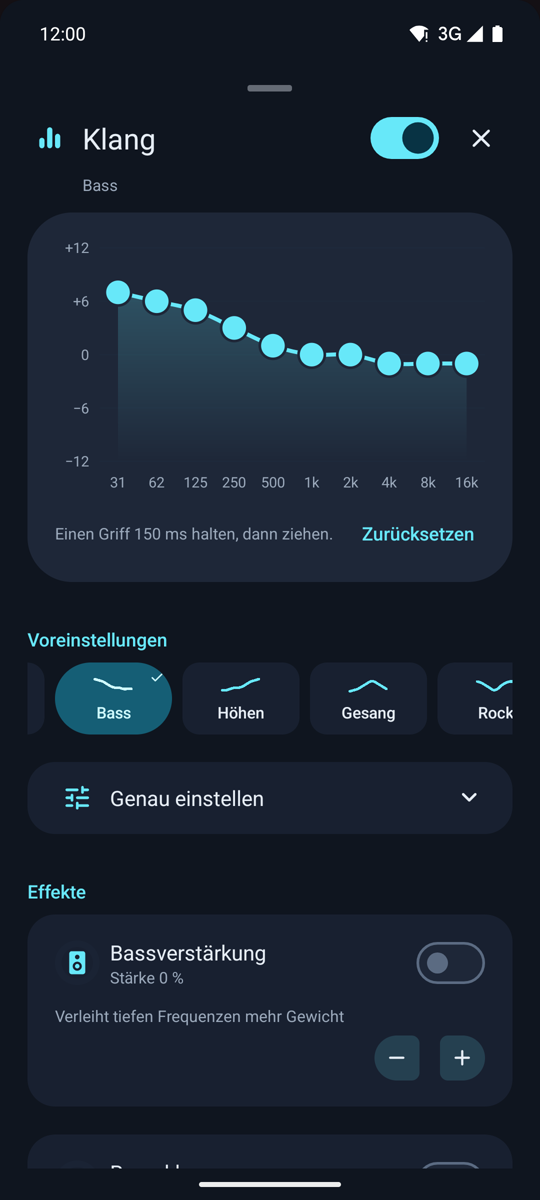 12:00
3G
Klang
Bass
+12
+6
0
−6
−12
31 62 125 250 500 1k 2k 4k 8k 16k
Einen Griff 150 ms halten, dann ziehen.
Zurücksetzen
Voreinstellungen
Bass
Höhen
Gesang
Rock
Genau einstellen
Effekte
Bassverstärkung
Stärke 0 %
Verleiht tiefen Frequenzen mehr Gewicht